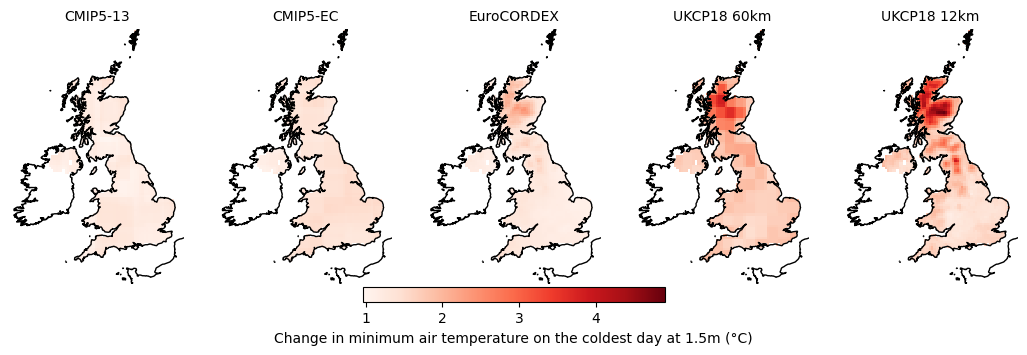 CMIP5-13 CMIP5-EC EuroCORDEX UKCP18 60km UKCP18 12km
1 2 3 4
Change in minimum air temperature on the coldest day at 1.5m (°C)